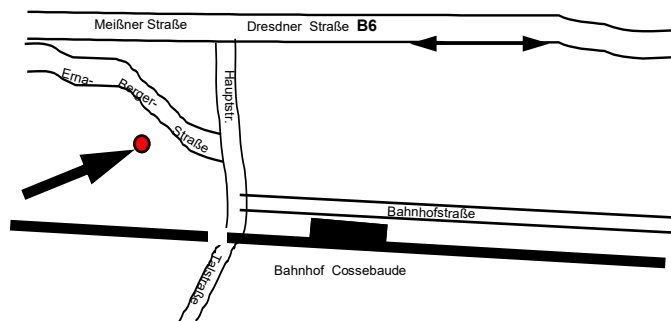 Meißner Straße
Dresdner Straße B6
Erna-
Berger-
Straße
Hauptstr.
Bahnhofstraße
Bahnhof Cossebaude
Talstraße